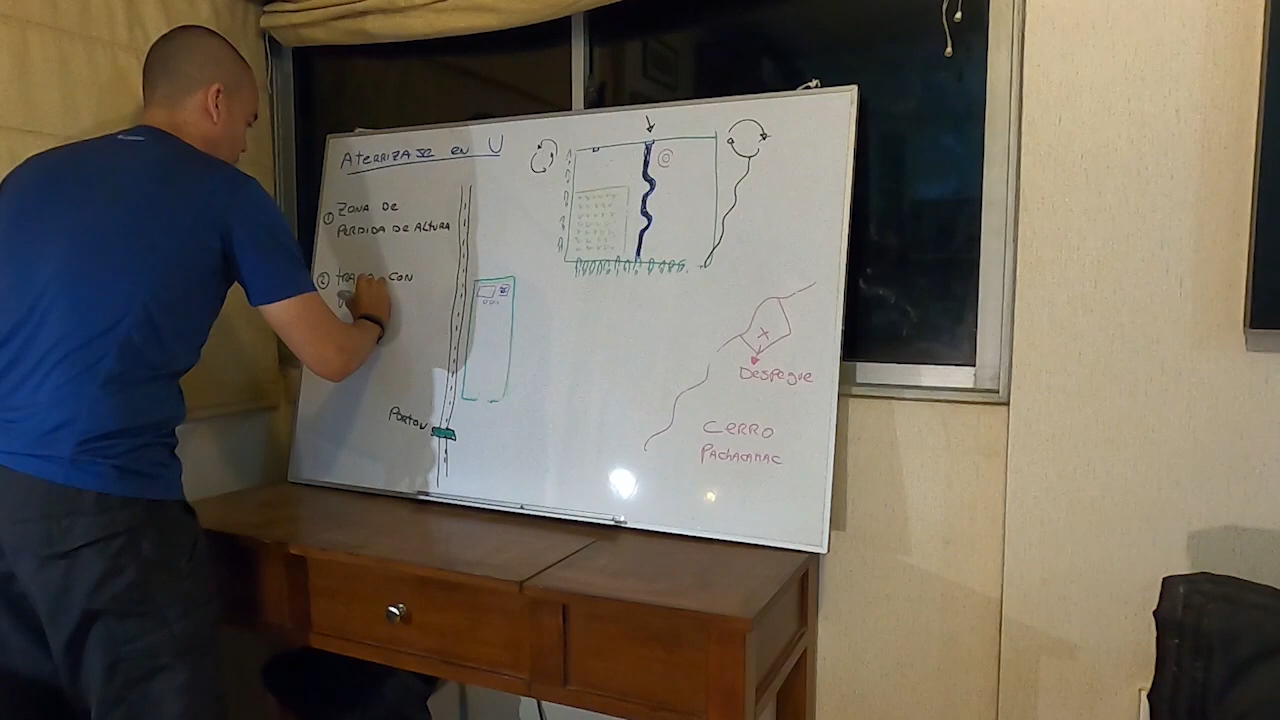 ATERRIZAJE en U
① ZONA DE
PERDIDA DE ALTURA
② CON
PORTON
Despegue
CERRO
PACHACAMAC